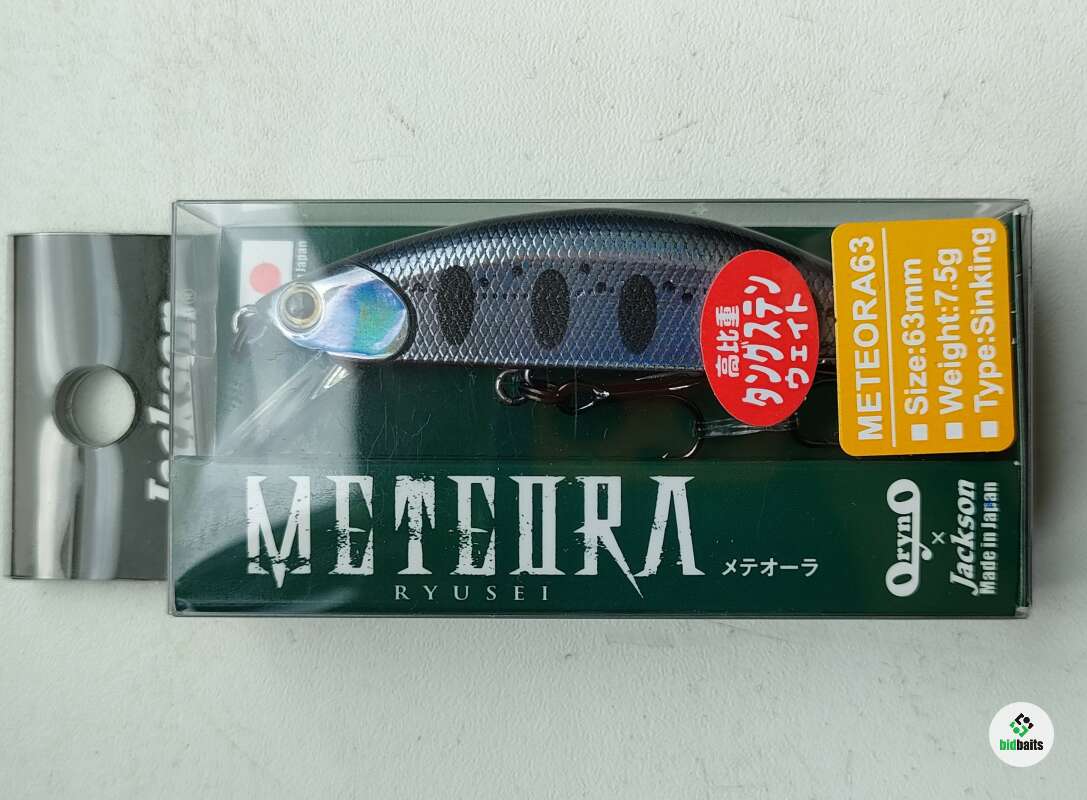 Jackson
®
Japan
高比重
タングステン
ウェイト
METEORA63
■ Size:63mm
■ Weight:7.5g
■ Type:Sinking
METEORA
RYUSEI
メテオーラ
OrynO
×
Jackson
Made in Japan
bidbaits